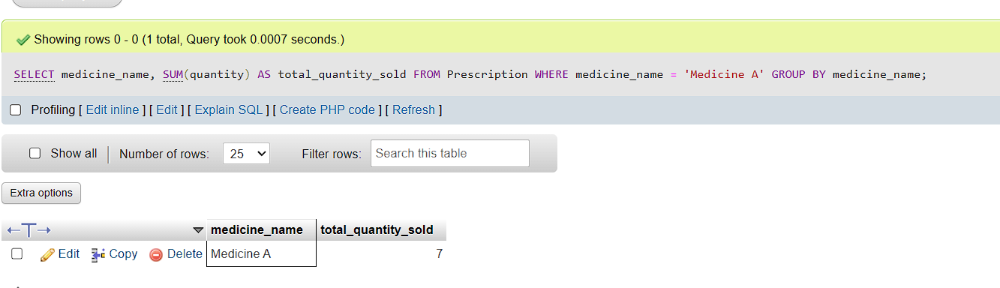 Showing rows 0 - 0 (1 total, Query took 0.0007 seconds.)
SELECT medicine_name, SUM(quantity) AS total_quantity_sold FROM Prescription WHERE medicine_name = 'Medicine A' GROUP BY medicine_name;
Profiling [ Edit inline ] [ Edit ] [ Explain SQL ] [ Create PHP code ] [ Refresh ]
Show all Number of rows: 25 Filter rows: Search this table
Extra options
←T→ medicine_name total_quantity_sold
Edit Copy Delete Medicine A 7